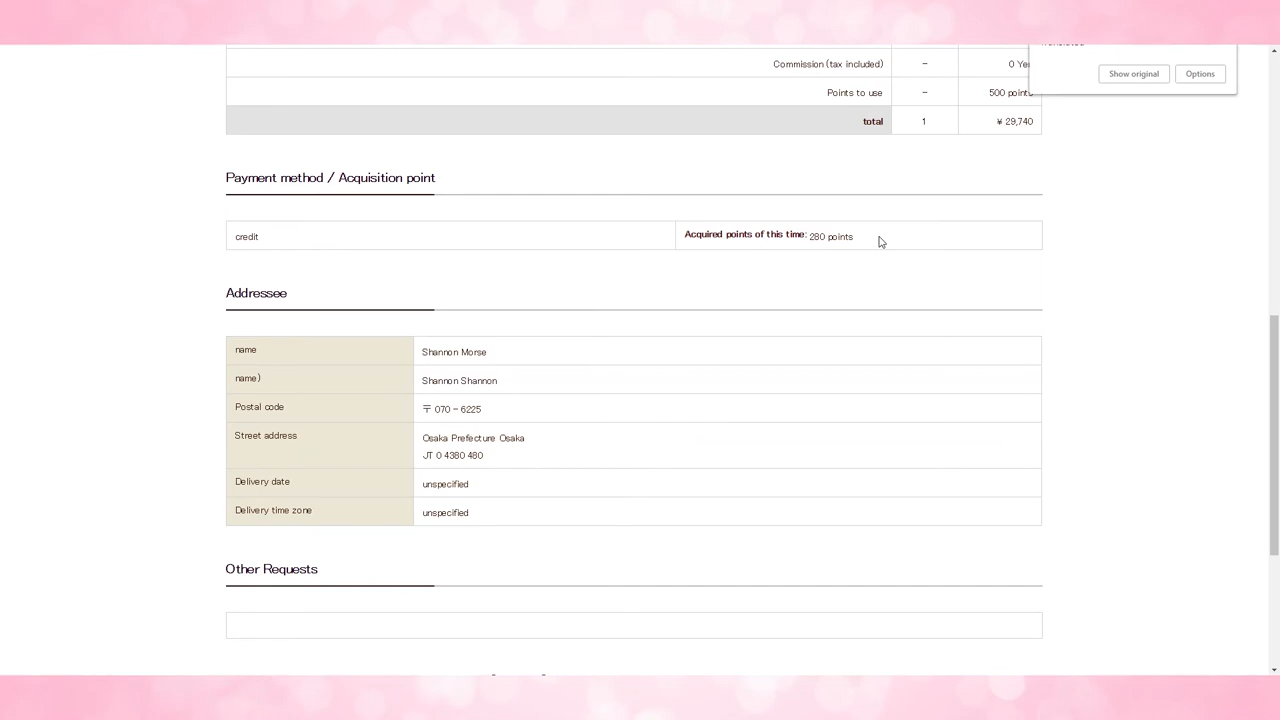 Show original
Options
Commission (tax included) - 0 Ye
Points to use - 500 points
total 1 ¥ 29,740
Payment method / Acquisition point
credit Acquired points of this time: 280 points
Addressee
name Shannon Morse
name) Shannon Shannon
Postal code 〒 070 - 6225
Street address Osaka Prefecture Osaka
JT 0 4380 480
Delivery date unspecified
Delivery time zone unspecified
Other Requests